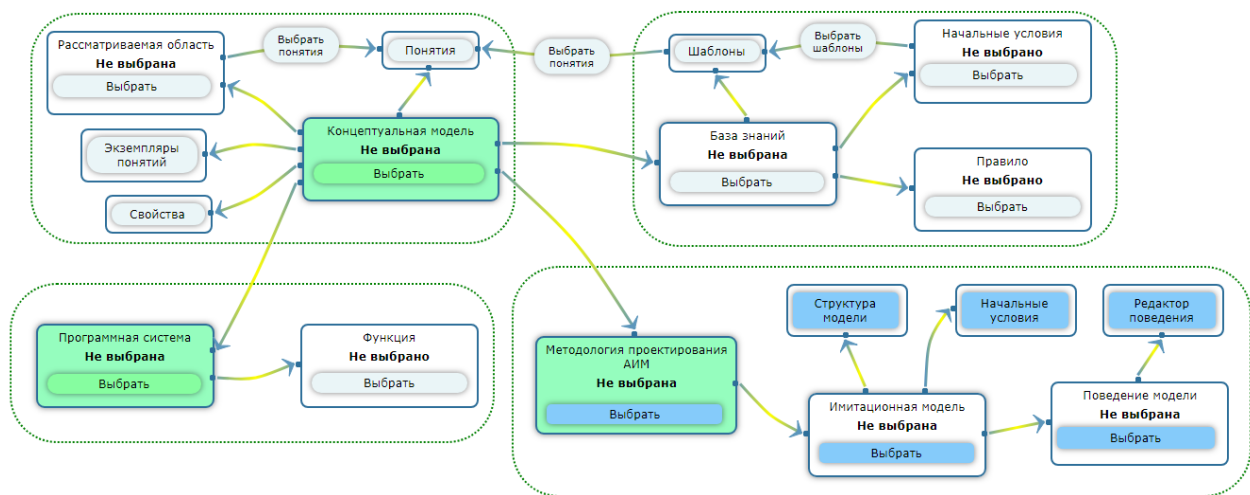 Рассматриваемая область
Не выбрана
Выбрать
Выбрать
понятия
Понятия
Экземпляры
понятий
Свойства
Концептуальная модель
Не выбрана
Выбрать
Выбрать
понятия
Шаблоны
Выбрать
шаблоны
Начальные условия
Не выбрано
Выбрать
База знаний
Не выбрана
Выбрать
Правило
Не выбрано
Выбрать
Программная система
Не выбрана
Выбрать
Функция
Не выбрано
Выбрать
Методология проектирования
АИМ
Не выбрана
Выбрать
Структура
модели
Начальные
условия
Редактор
поведения
Имитационная модель
Не выбрана
Выбрать
Поведение модели
Не выбрана
Выбрать